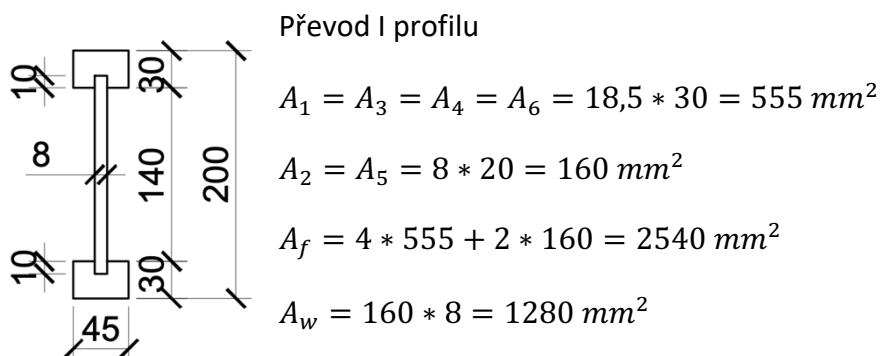 Převod I profilu
10
30
A₁ = A₃ = A₄ = A₆ = 18,5 * 30 = 555 mm²
8
140
200
A₂ = A₅ = 8 * 20 = 160 mm²
A_f = 4 * 555 + 2 * 160 = 2540 mm²
10
30
A_w = 160 * 8 = 1280 mm²
45